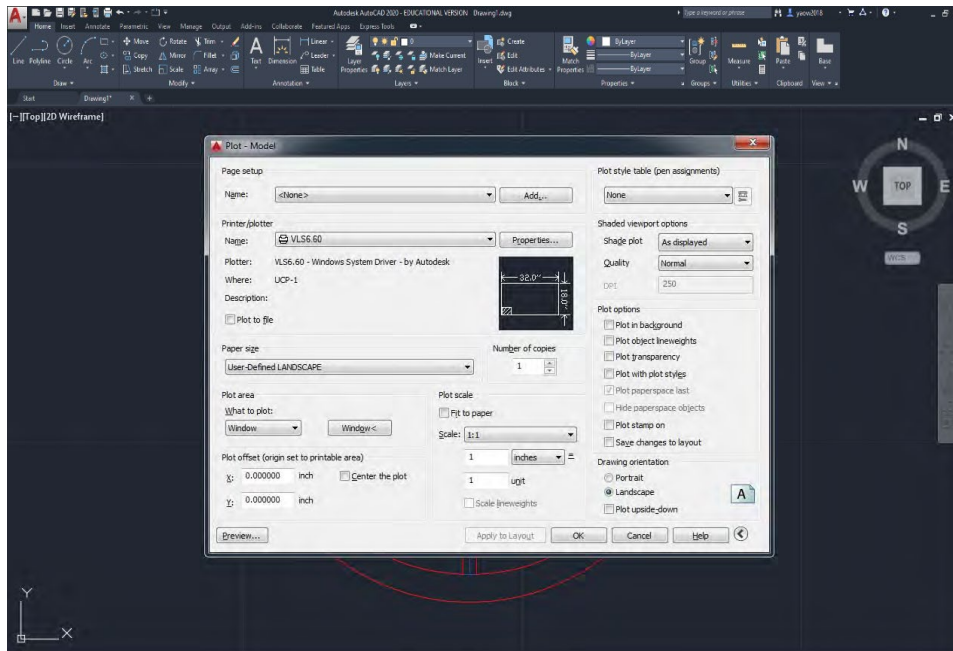 Autodesk AutoCAD 2020 - EDUCATIONAL VERSION Drawing1.dwg
Type a keyword or phrase
yaow2018
Home Insert Annotate Parametric View Manage Output Add-ins Collaborate Featured Apps Express Tools
Line Polyline Circle Arc
Move Rotate Trim
Copy Mirror Fillet
Stretch Scale Array
Text Dimension
Linear
Leader
Table
Layer Properties
Make Current
Match Layer
Insert
Create
Edit
Edit Attributes
Match Properties
ByLayer
ByLayer
ByLayer
Group
Measure
Paste
Base
Draw Modify Annotation Layers Block Properties Groups Utilities Clipboard View
Start Drawing1*
[−][Top][2D Wireframe]
N
W TOP E
S
WCS
Plot - Model
Page setup
Name: <None> Add...
Printer/plotter
Name: VLS6.60 Properties...
Plotter: VLS6.60 - Windows System Driver - by Autodesk
Where: UCP-1
Description:
Plot to file
32.0''
18.0''
Paper size
User-Defined LANDSCAPE
Number of copies
1
Plot area
What to plot:
Window Window<
Plot offset (origin set to printable area)
X: 0.000000 inch Center the plot
Y: 0.000000 inch
Plot scale
Fit to paper
Scale: 1:1
1 inches =
1 unit
Scale lineweights
Plot style table (pen assignments)
None
Shaded viewport options
Shade plot As displayed
Quality Normal
DPI 250
Plot options
Plot in background
Plot object lineweights
Plot transparency
Plot with plot styles
Plot paperspace last
Hide paperspace objects
Plot stamp on
Save changes to layout
Drawing orientation
Portrait
Landscape
Plot upside-down
A
Preview... Apply to Layout OK Cancel Help
Y
X